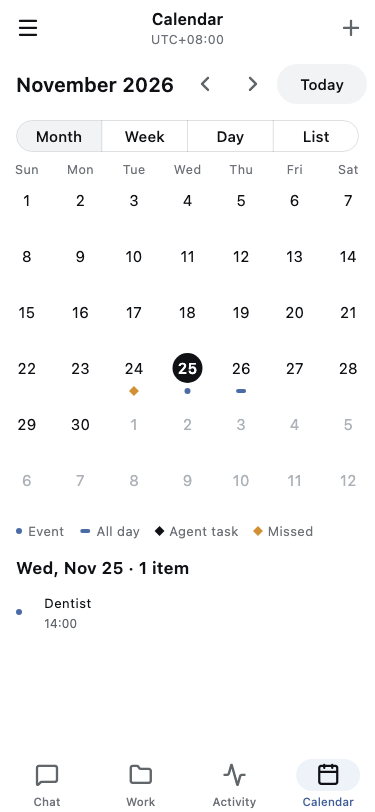 Calendar
UTC+08:00
November 2026
Today
Month Week Day List
Sun Mon Tue Wed Thu Fri Sat
1 2 3 4 5 6 7
8 9 10 11 12 13 14
15 16 17 18 19 20 21
22 23 24 25 26 27 28
29 30 1 2 3 4 5
6 7 8 9 10 11 12
Event All day Agent task Missed
Wed, Nov 25 · 1 item
Dentist
14:00
Chat Work Activity Calendar